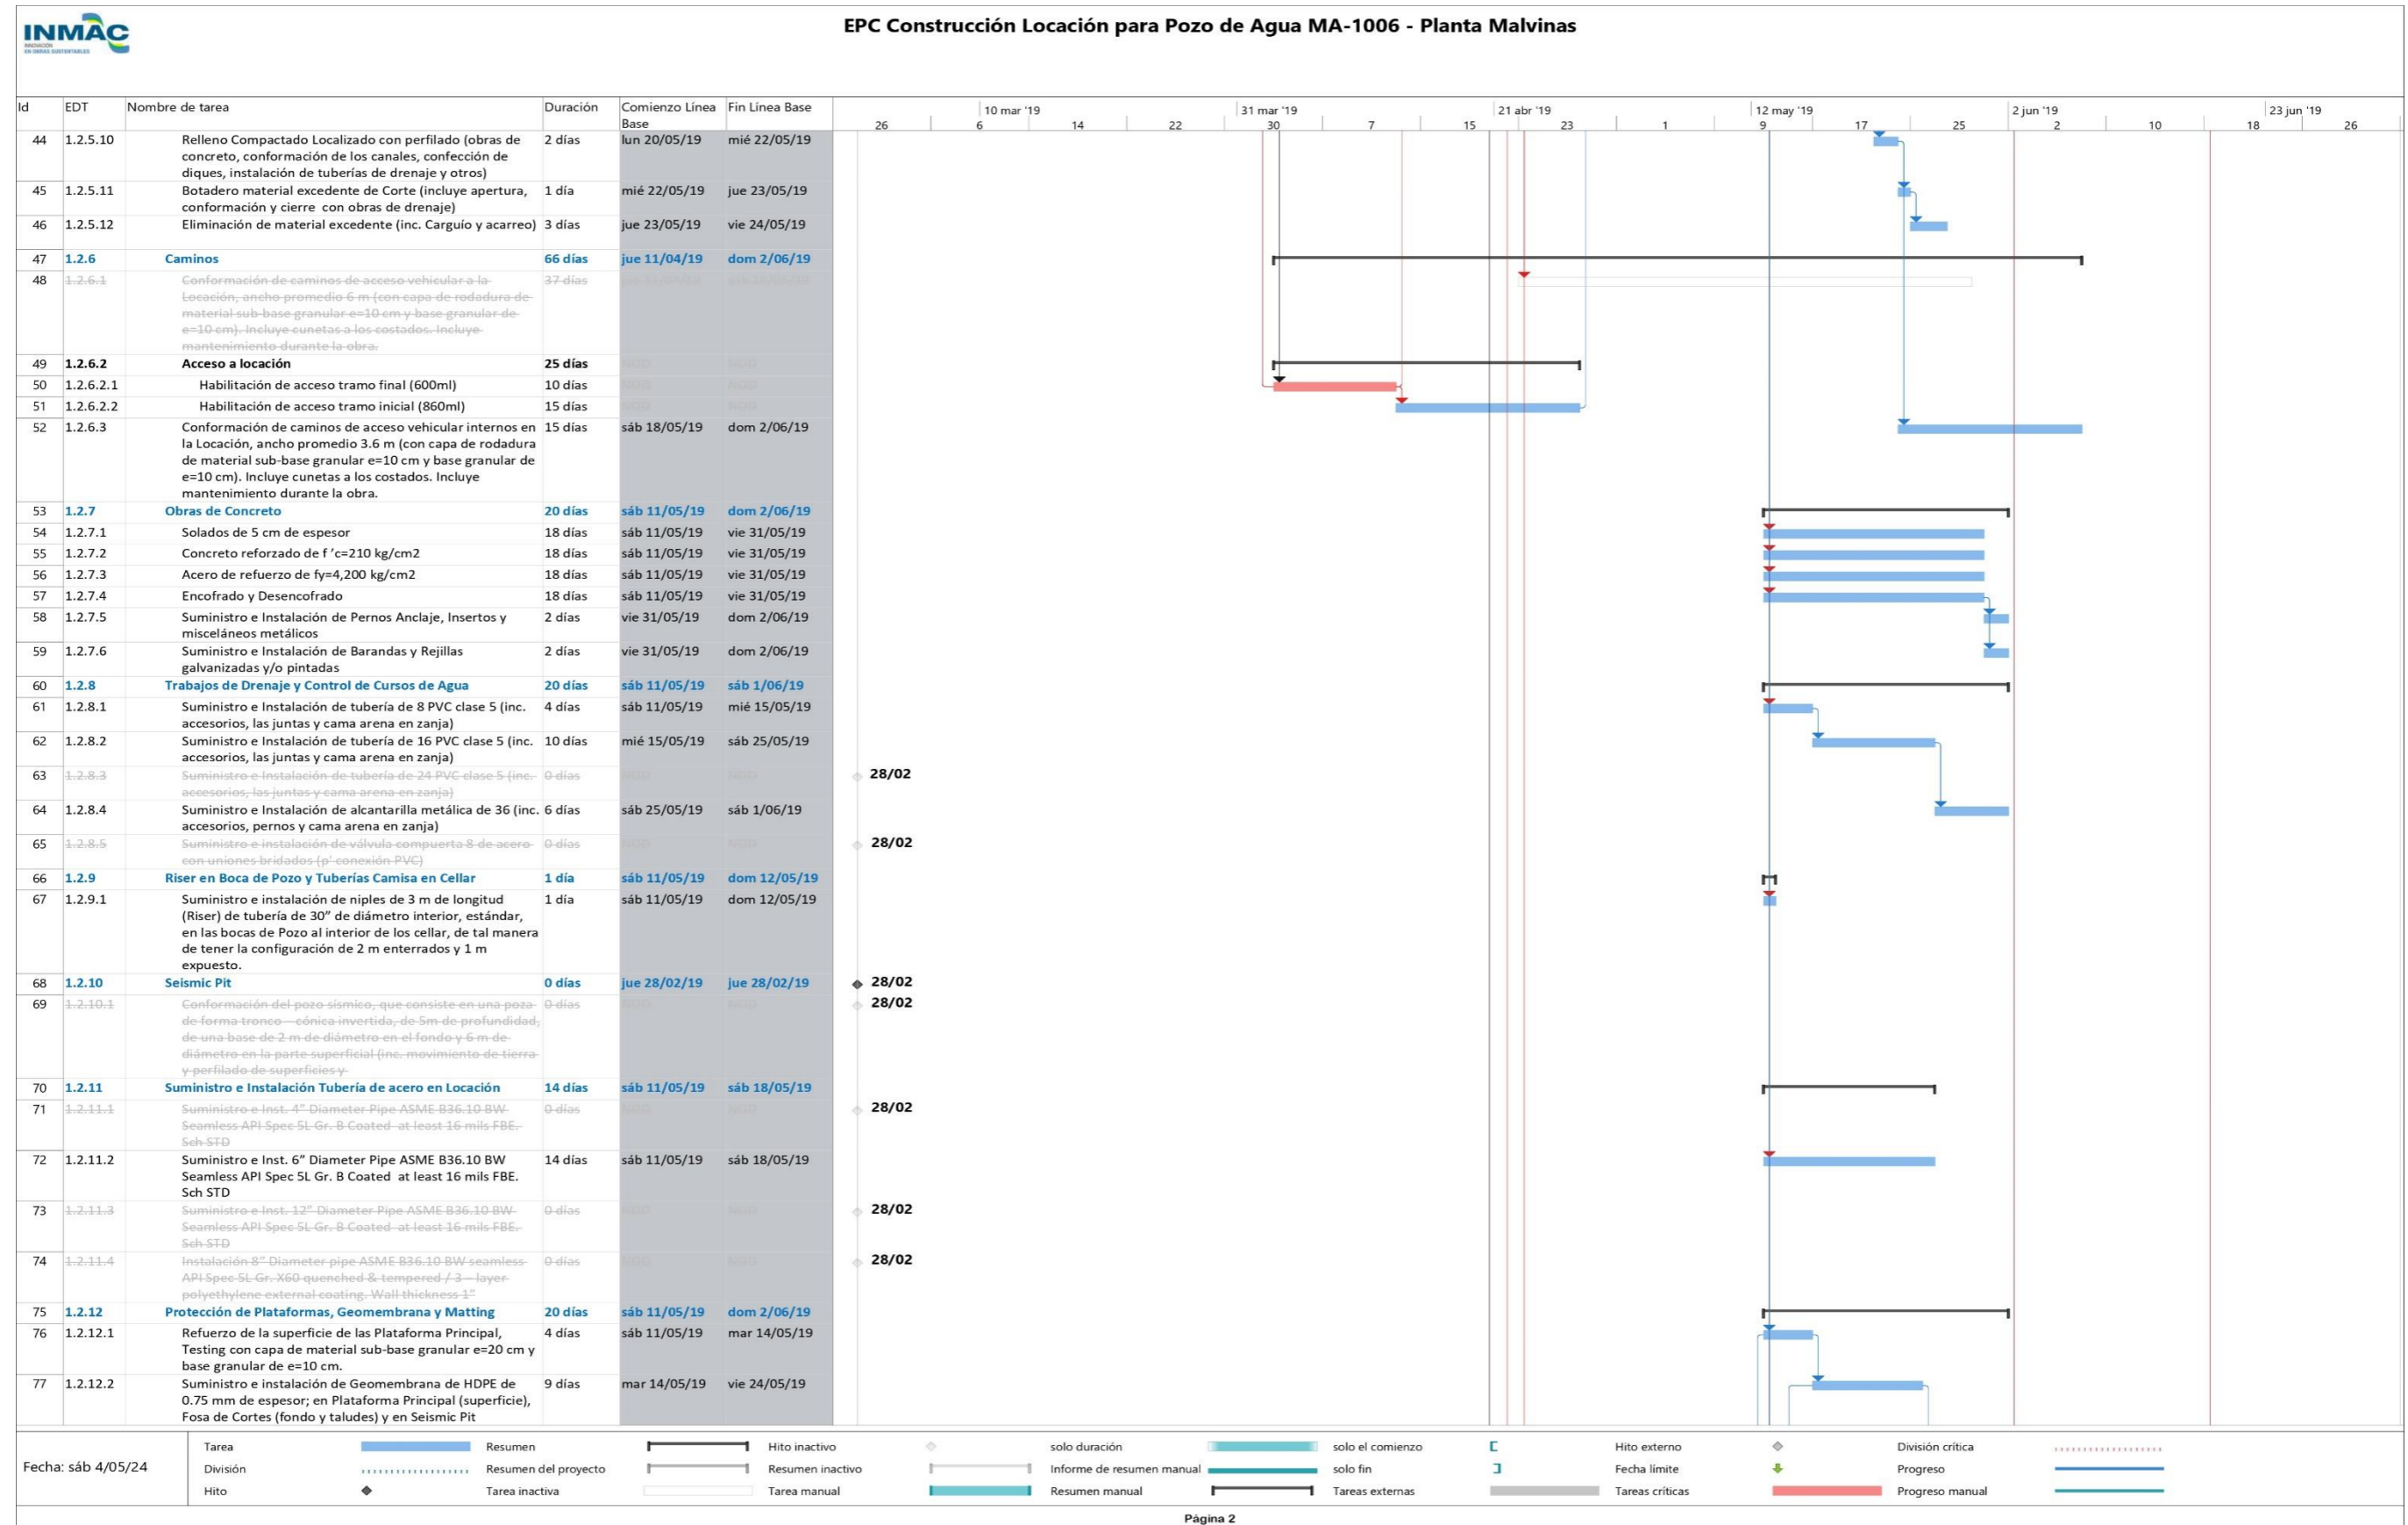 INMAC
INNOVACIÓN
EN OBRAS SUSTENTABLES
EPC Construcción Locación para Pozo de Agua MA-1006 - Planta Malvinas
Id EDT Nombre de tarea Duración Comienzo Línea Base Fin Línea Base
10 mar '19 31 mar '19 21 abr '19 12 may '19 2 jun '19 23 jun '19
26 6 14 22 30 7 15 23 1 9 17 25 2 10 18 26
44 1.2.5.10 Relleno Compactado Localizado con perfilado (obras de 2 días lun 20/05/19 mié 22/05/19
concreto, conformación de los canales, confección de
diques, instalación de tuberías de drenaje y otros)
45 1.2.5.11 Botadero material excedente de Corte (incluye apertura, 1 día mié 22/05/19 jue 23/05/19
conformación y cierre con obras de drenaje)
46 1.2.5.12 Eliminación de material excedente (inc. Carguío y acarreo) 3 días jue 23/05/19 vie 24/05/19
47 1.2.6 Caminos 66 días jue 11/04/19 dom 2/06/19
48 1.2.6.1 Conformación de caminos de acceso vehicular a la 37 días
Locación, ancho promedio 6 m (con capa de rodadura de
material sub-base granular e=10 cm y base granular de
e=10 cm). Incluye cunetas a los costados. Incluye
mantenimiento durante la obra.
49 1.2.6.2 Acceso a locación 25 días NOD NOD
50 1.2.6.2.1 Habilitación de acceso tramo final (600ml) 10 días NOD NOD
51 1.2.6.2.2 Habilitación de acceso tramo inicial (860ml) 15 días NOD NOD
52 1.2.6.3 Conformación de caminos de acceso vehicular internos en 15 días sáb 18/05/19 dom 2/06/19
la Locación, ancho promedio 3.6 m (con capa de rodadura
de material sub-base granular e=10 cm y base granular de
e=10 cm). Incluye cunetas a los costados. Incluye
mantenimiento durante la obra.
53 1.2.7 Obras de Concreto 20 días sáb 11/05/19 dom 2/06/19
54 1.2.7.1 Solados de 5 cm de espesor 18 días sáb 11/05/19 vie 31/05/19
55 1.2.7.2 Concreto reforzado de f 'c=210 kg/cm2 18 días sáb 11/05/19 vie 31/05/19
56 1.2.7.3 Acero de refuerzo de fy=4,200 kg/cm2 18 días sáb 11/05/19 vie 31/05/19
57 1.2.7.4 Encofrado y Desencofrado 18 días sáb 11/05/19 vie 31/05/19
58 1.2.7.5 Suministro e Instalación de Pernos Anclaje, Insertos y 2 días vie 31/05/19 dom 2/06/19
misceláneos metálicos
59 1.2.7.6 Suministro e Instalación de Barandas y Rejillas 2 días vie 31/05/19 dom 2/06/19
galvanizadas y/o pintadas
60 1.2.8 Trabajos de Drenaje y Control de Cursos de Agua 20 días sáb 11/05/19 sáb 1/06/19
61 1.2.8.1 Suministro e Instalación de tubería de 8 PVC clase 5 (inc. 4 días sáb 11/05/19 mié 15/05/19
accesorios, las juntas y cama arena en zanja)
62 1.2.8.2 Suministro e Instalación de tubería de 16 PVC clase 5 (inc. 10 días mié 15/05/19 sáb 25/05/19
accesorios, las juntas y cama arena en zanja)
63 1.2.8.3 Suministro e Instalación de tubería de 24 PVC clase 5 (inc. 0 días NOD NOD 28/02
accesorios, las juntas y cama arena en zanja)
64 1.2.8.4 Suministro e Instalación de alcantarilla metálica de 36 (inc. 6 días sáb 25/05/19 sáb 1/06/19
accesorios, pernos y cama arena en zanja)
65 1.2.8.5 Suministro e instalación de válvula compuerta 8 de acero 0 días NOD NOD 28/02
con uniones bridados (p' conexión PVC)
66 1.2.9 Riser en Boca de Pozo y Tuberías Camisa en Cellar 1 día sáb 11/05/19 dom 12/05/19
67 1.2.9.1 Suministro e instalación de niples de 3 m de longitud 1 día sáb 11/05/19 dom 12/05/19
(Riser) de tubería de 30" de diámetro interior, estándar,
en las bocas de Pozo al interior de los cellar, de tal manera
de tener la configuración de 2 m enterrados y 1 m
expuesto.
68 1.2.10 Seismic Pit 0 días jue 28/02/19 jue 28/02/19 28/02
69 1.2.10.1 Conformación del pozo sísmico, que consiste en una poza 0 días NOD NOD 28/02
de forma tronco – cónica invertida, de 5m de profundidad,
de una base de 2 m de diámetro en el fondo y 6 m de
diámetro en la parte superficial (inc. movimiento de tierra
y perfilado de superficies y
70 1.2.11 Suministro e Instalación Tubería de acero en Locación 14 días sáb 11/05/19 sáb 18/05/19
71 1.2.11.1 Suministro e Inst. 4" Diameter Pipe ASME B36.10 BW 0 días NOD NOD 28/02
Seamless API Spec 5L Gr. B Coated at least 16 mils FBE.
Sch STD
72 1.2.11.2 Suministro e Inst. 6" Diameter Pipe ASME B36.10 BW 14 días sáb 11/05/19 sáb 18/05/19
Seamless API Spec 5L Gr. B Coated at least 16 mils FBE.
Sch STD
73 1.2.11.3 Suministro e Inst. 12" Diameter Pipe ASME B36.10 BW 0 días NOD NOD 28/02
Seamless API Spec 5L Gr. B Coated at least 16 mils FBE.
Sch STD
74 1.2.11.4 Instalación 8" Diameter pipe ASME B36.10 BW seamless 0 días NOD NOD 28/02
API Spec 5L Gr. X60 quenched & tempered / 3 – layer
polyethylene external coating. Wall thickness 1"
75 1.2.12 Protección de Plataformas, Geomembrana y Matting 20 días sáb 11/05/19 dom 2/06/19
76 1.2.12.1 Refuerzo de la superficie de las Plataforma Principal, 4 días sáb 11/05/19 mar 14/05/19
Testing con capa de material sub-base granular e=20 cm y
base granular de e=10 cm.
77 1.2.12.2 Suministro e instalación de Geomembrana de HDPE de 9 días mar 14/05/19 vie 24/05/19
0.75 mm de espesor; en Plataforma Principal (superficie),
Fosa de Cortes (fondo y taludes) y en Seismic Pit
Fecha: sáb 4/05/24
Tarea Resumen Hito inactivo solo duración solo el comienzo Hito externo División crítica
División Resumen del proyecto Resumen inactivo Informe de resumen manual solo fin Fecha límite Progreso
Hito Tarea inactiva Tarea manual Resumen manual Tareas externas Tareas críticas Progreso manual
Página 2